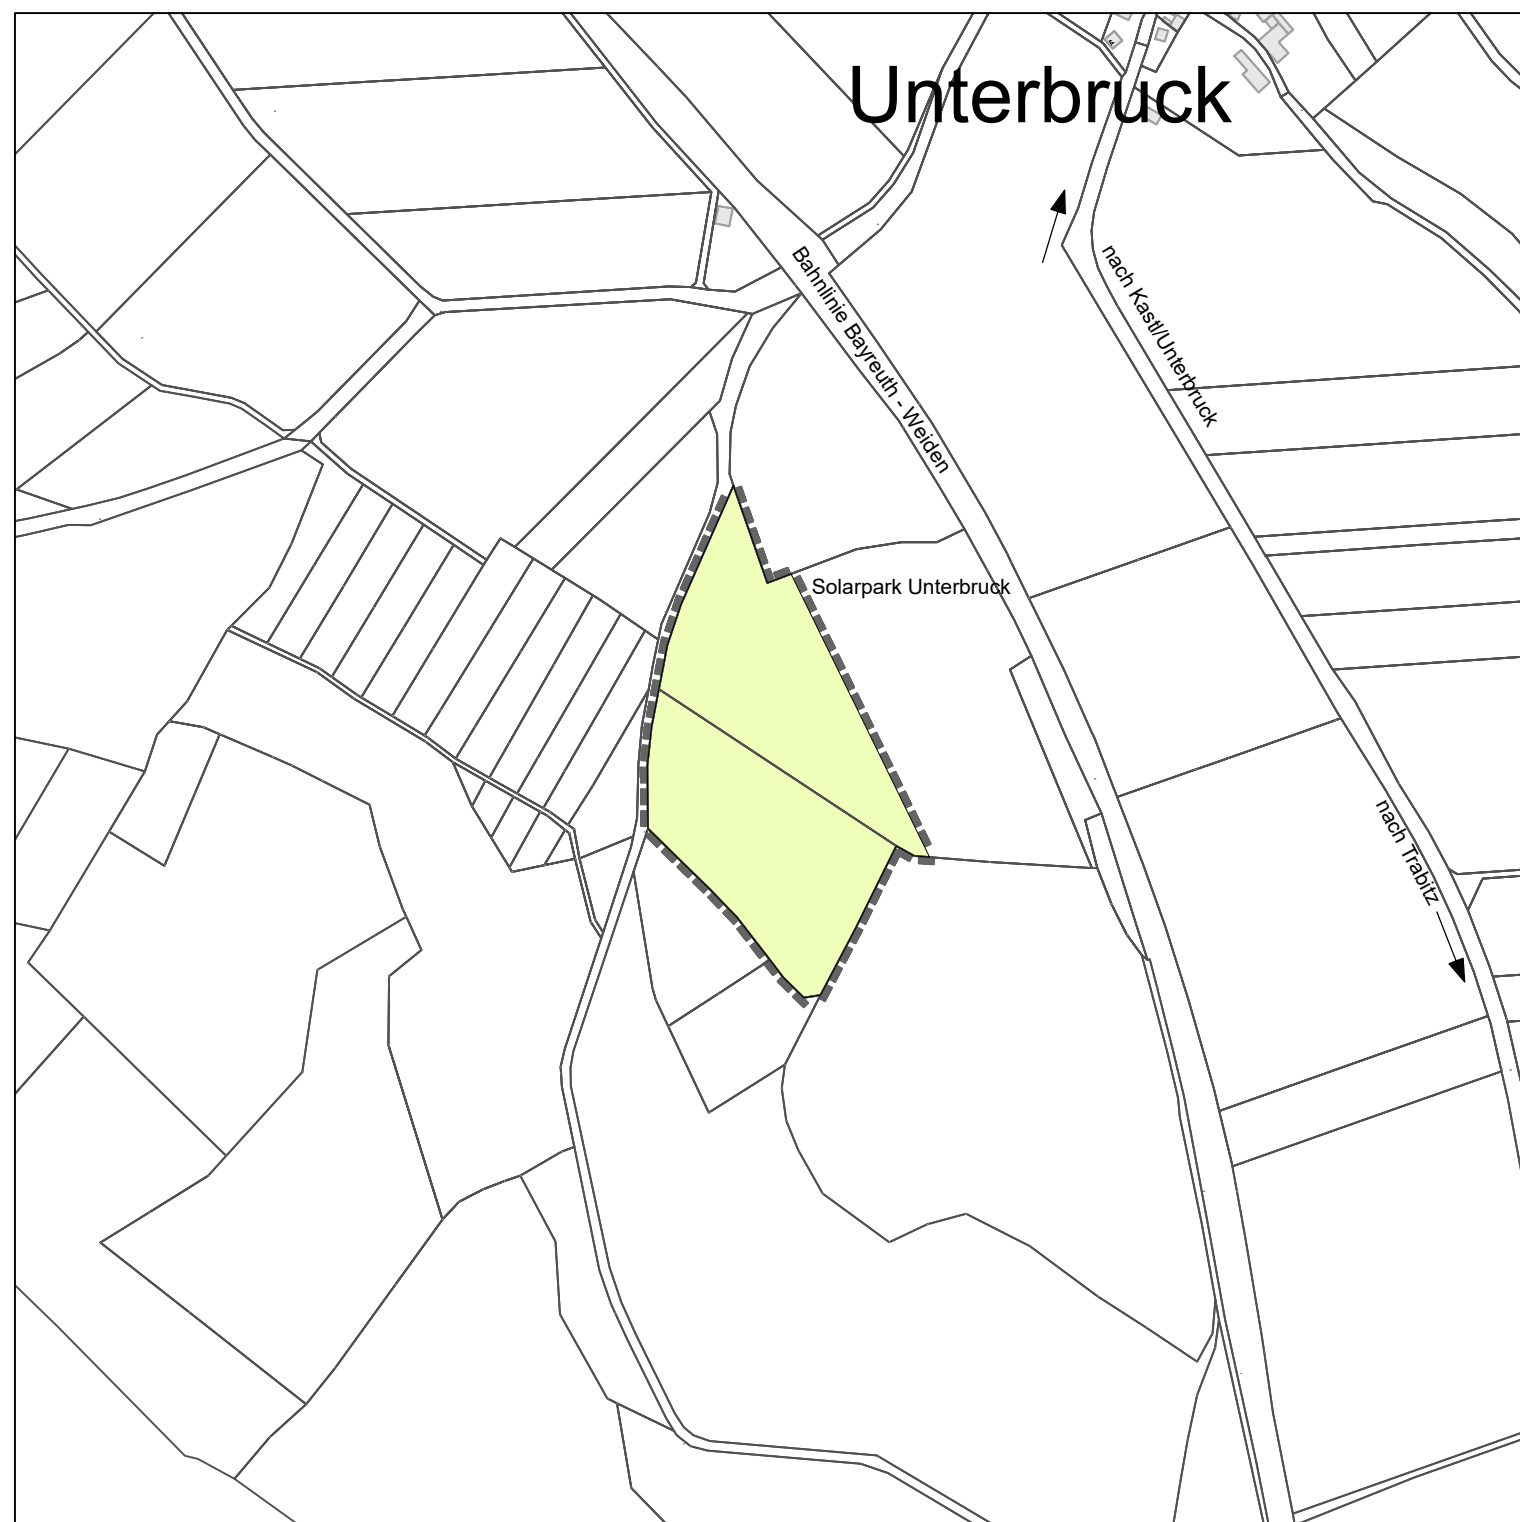 Unterbruck
Bahnlinie Bayreuth - Weiden
nach Kastl/Unterbruck
Solarpark Unterbruck
nach Trabitz